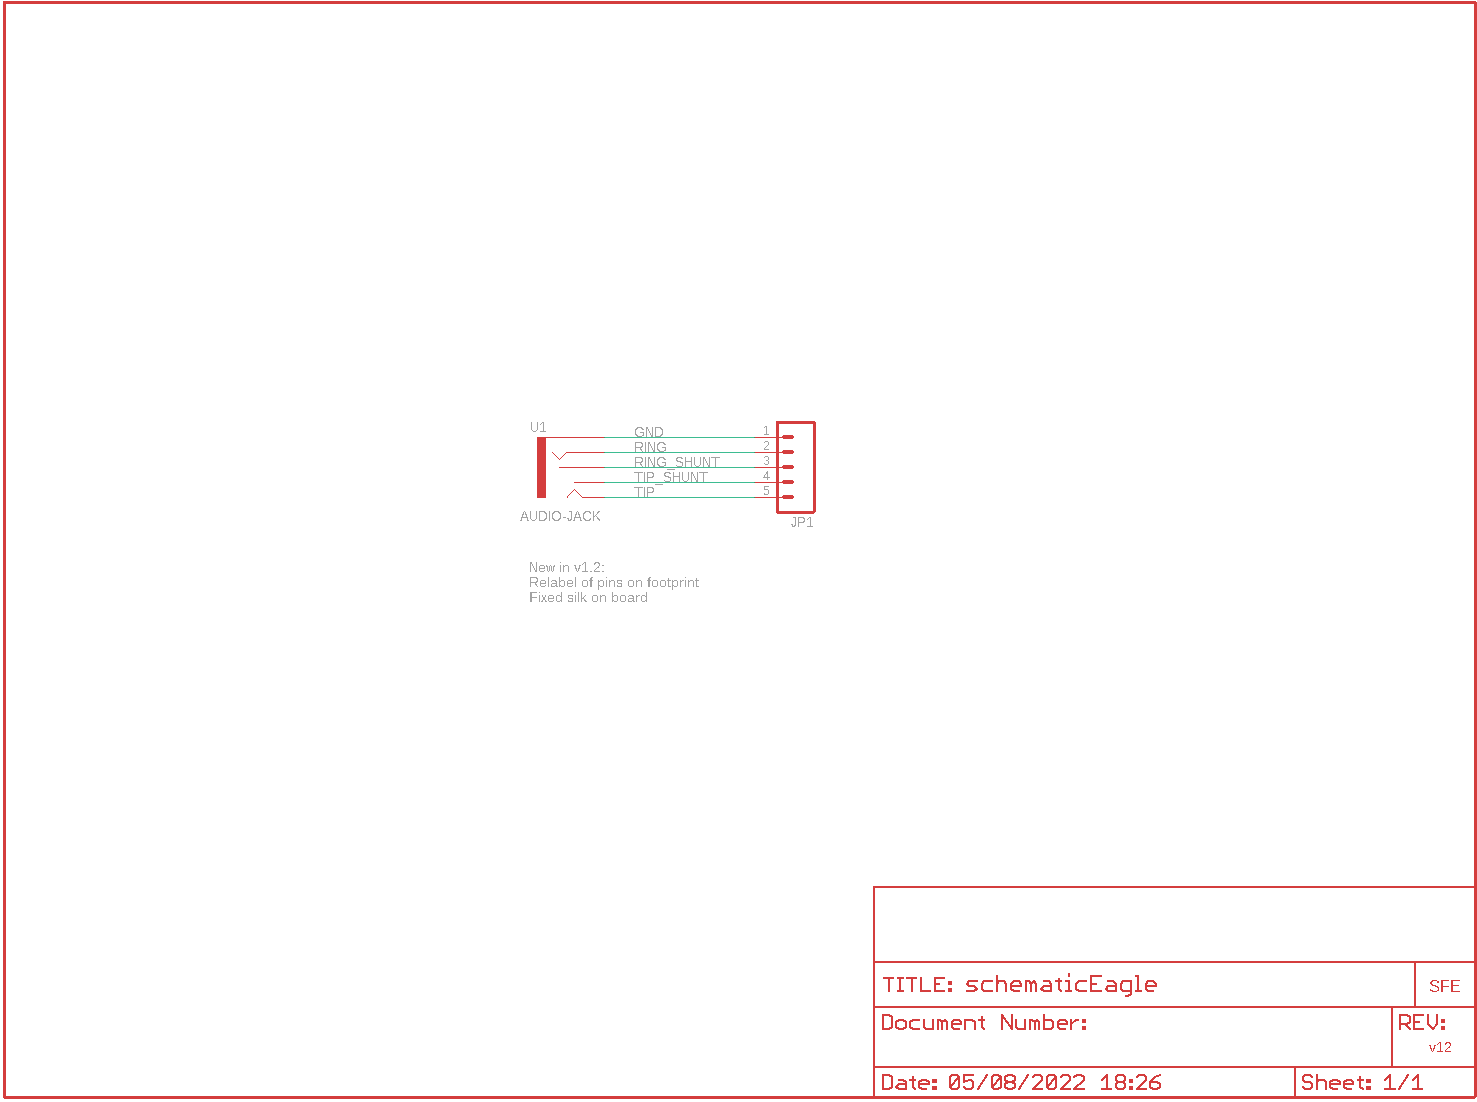 U1
GND
1
RING
2
RING_SHUNT
3
TIP_SHUNT
4
TIP
5
AUDIO-JACK
JP1
New in v1.2:
Relabel of pins on footprint
Fixed silk on board
TITLE: schematicEagle
SFE
Document Number:
REV:
v12
Date: 05/08/2022 18:26
Sheet: 1/1